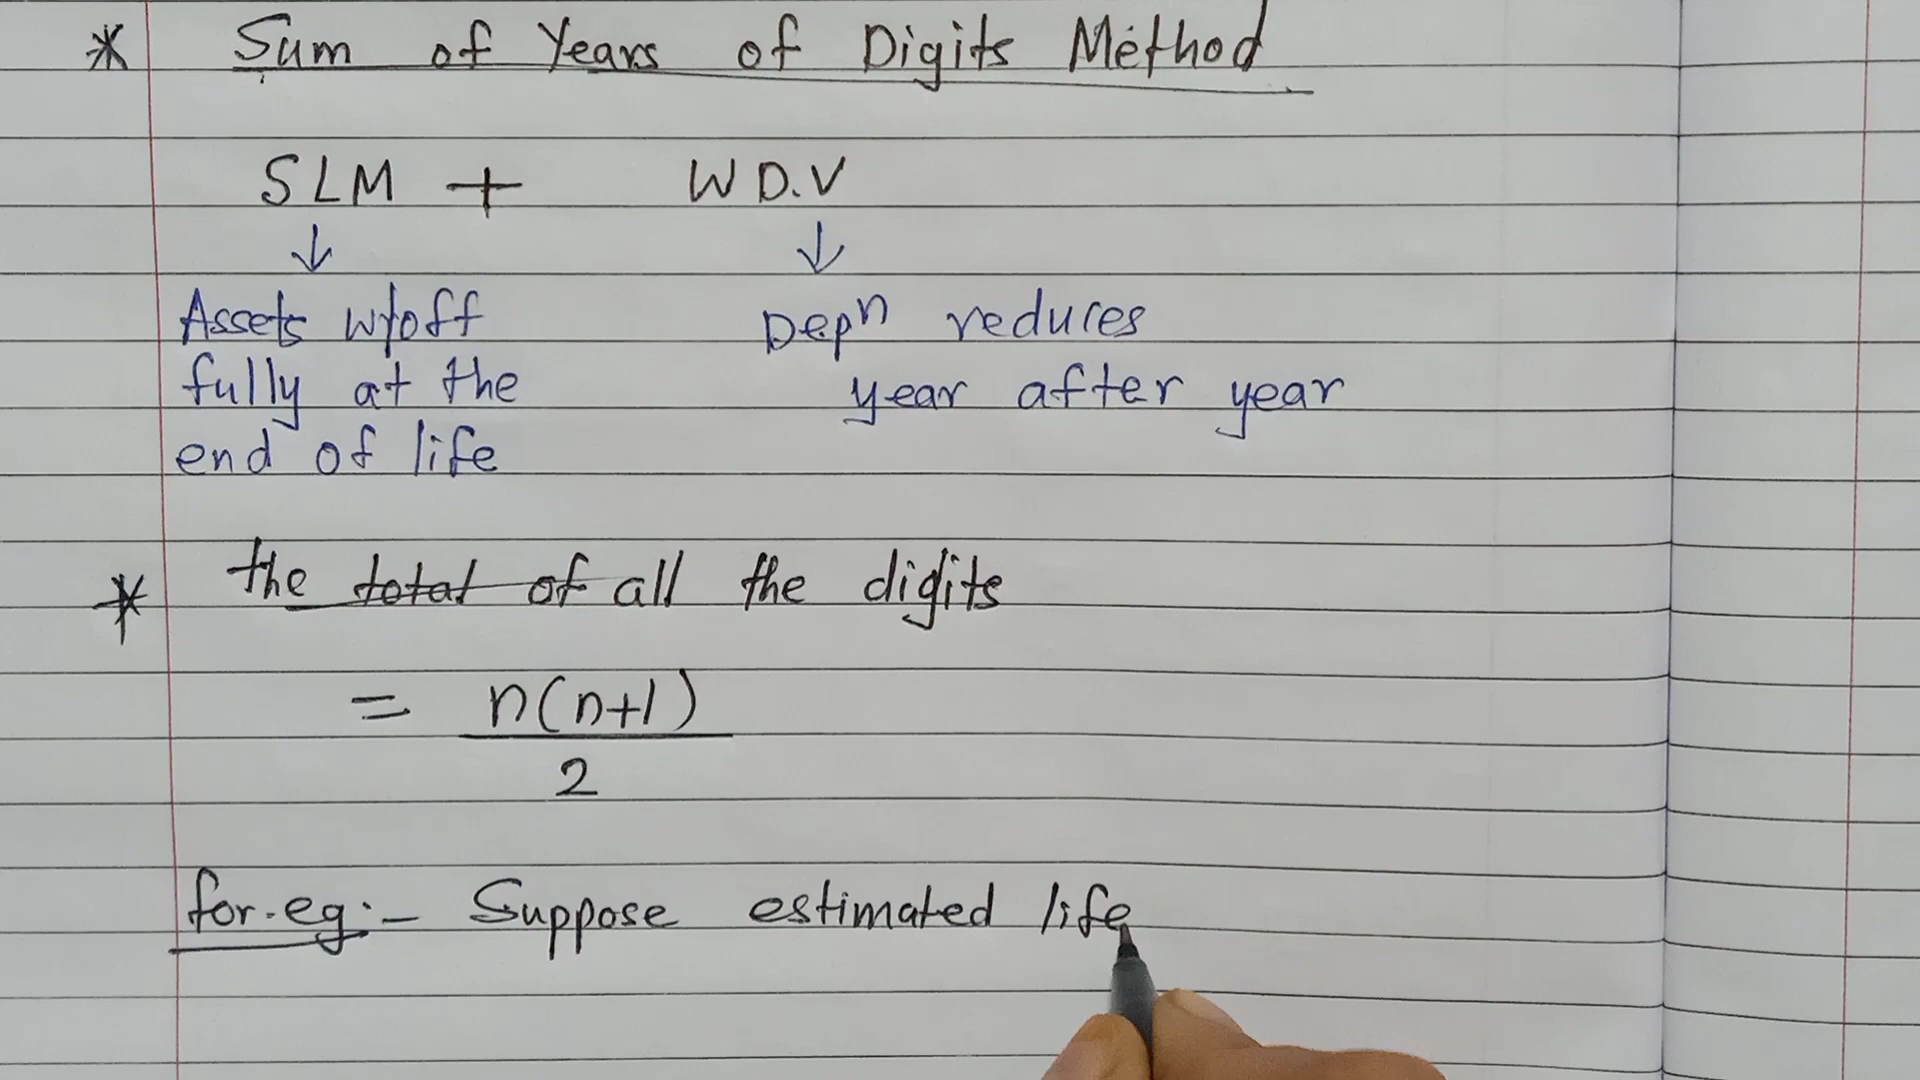 * Sum of Years of Digits Method
SLM + W D.V
↓ ↓
Assets w/off Depⁿ reduces
fully at the year after year
end of life
* the total of all the digits
= n(n+1)
2
for.eg:- Suppose estimated life